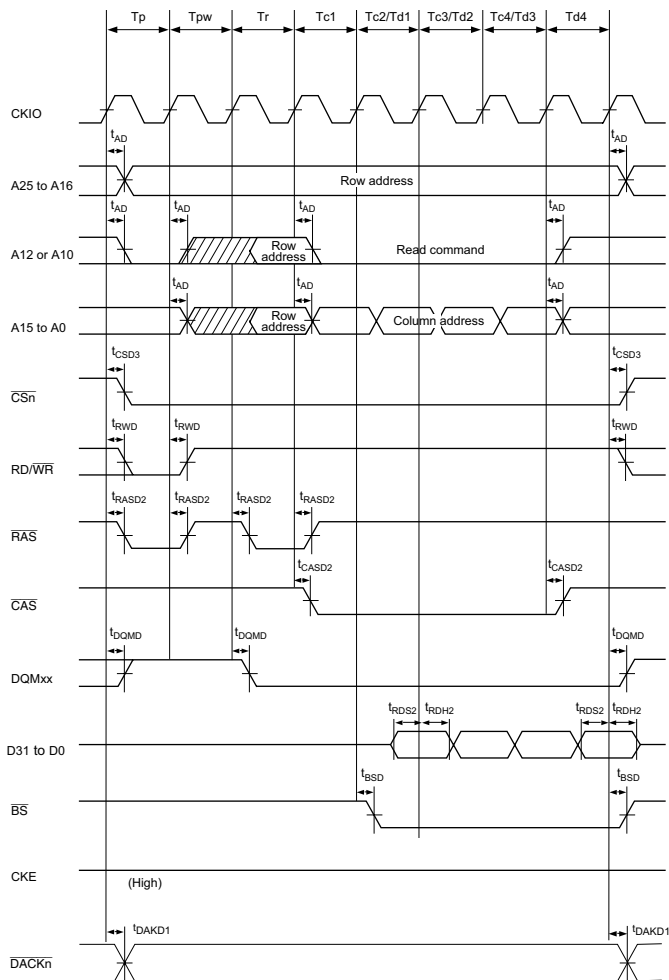 Tp Tpw Tr Tc1 Tc2/Td1 Tc3/Td2 Tc4/Td3 Td4
CKIO
tAD tAD
A25 to A16 Row address
tAD tAD tAD tAD
A12 or A10 Row address Read command
tAD tAD tAD
A15 to A0 Row address Column address
tCSD3 tCSD3
CSn
tRWD tRWD tRWD
RD/WR
tRASD2 tRASD2 tRASD2 tRASD2
RAS
tCASD2 tCASD2
CAS
tDQMD tDQMD tDQMD
DQMxx
tRDS2 tRDH2 tRDS2 tRDH2
D31 to D0
tBSD tBSD
BS
CKE
(High)
tDAKD1 tDAKD1
DACKn